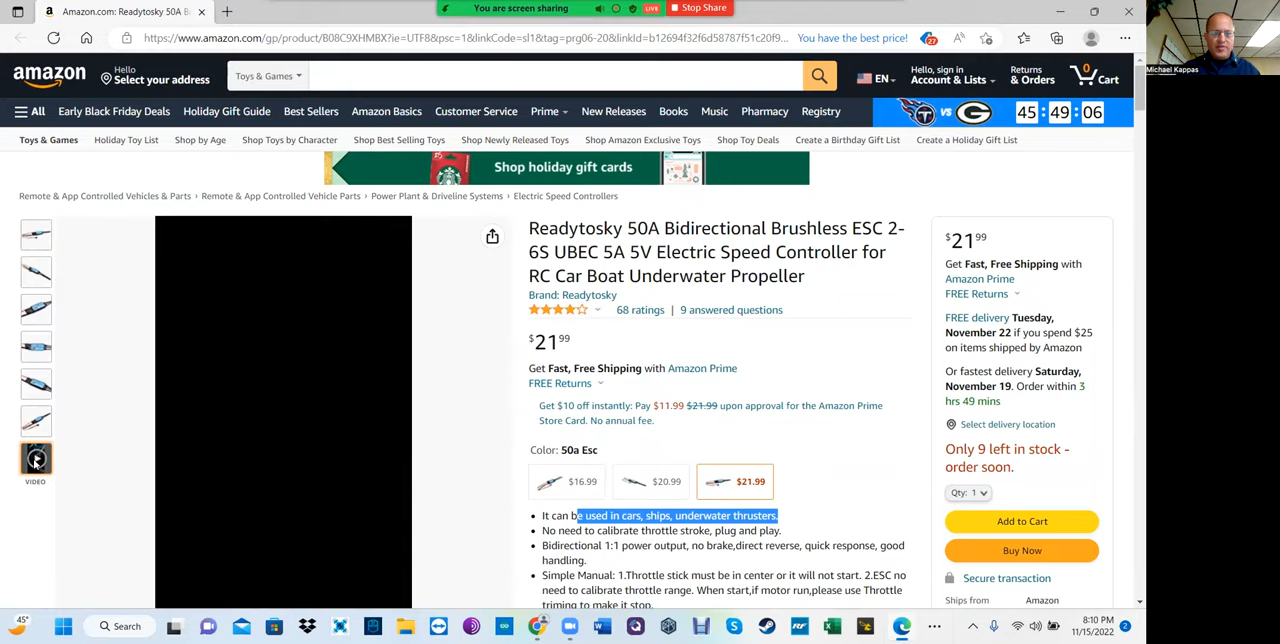 Amazon.com: Readytosky 50A B
You are screen sharing
LIVE
Stop Share
https://www.amazon.com/gp/product/B08C9XHMBX?ie=UTF8&psc=1&linkCode=sl1&tag=prg06-20&linkId=b12694f32f6d58787f51c20f9...
You have the best price!
27
Michael Kappas
amazon
Hello
Select your address
Toys & Games
EN
Hello, sign in
Account & Lists
Returns
& Orders
0
Cart
All
Early Black Friday Deals
Holiday Gift Guide
Best Sellers
Amazon Basics
Customer Service
Prime
New Releases
Books
Music
Pharmacy
Registry
VS
45:49:06
Toys & Games
Holiday Toy List
Shop by Age
Shop Toys by Character
Shop Best Selling Toys
Shop Newly Released Toys
Shop Amazon Exclusive Toys
Shop Toy Deals
Create a Birthday Gift List
Create a Holiday Gift List
Shop holiday gift cards
Remote & App Controlled Vehicles & Parts › Remote & App Controlled Vehicle Parts › Power Plant & Driveline Systems › Electric Speed Controllers
VIDEO
Readytosky 50A Bidirectional Brushless ESC 2-
6S UBEC 5A 5V Electric Speed Controller for
RC Car Boat Underwater Propeller
Brand: Readytosky
68 ratings | 9 answered questions
$21 99
Get Fast, Free Shipping with Amazon Prime
FREE Returns
Get $10 off instantly: Pay $11.99 $21.99 upon approval for the Amazon Prime
Store Card. No annual fee.
Color: 50a Esc
$16.99
$20.99
$21.99
• It can be used in cars, ships, underwater thrusters.
• No need to calibrate throttle stroke, plug and play.
• Bidirectional 1:1 power output, no brake,direct reverse, quick response, good
handling.
• Simple Manual: 1.Throttle stick must be in center or it will not start. 2.ESC no
need to calibrate throttle range. When start,if motor run,please use Throttle
triming to make it stop.
$21 99
Get Fast, Free Shipping with
Amazon Prime
FREE Returns
FREE delivery Tuesday,
November 22 if you spend $25
on items shipped by Amazon
Or fastest delivery Saturday,
November 19. Order within 3
hrs 49 mins
Select delivery location
Only 9 left in stock -
order soon.
Qty: 1
Add to Cart
Buy Now
Secure transaction
Ships from Amazon
45°
Search
8:10 PM
11/15/2022
2